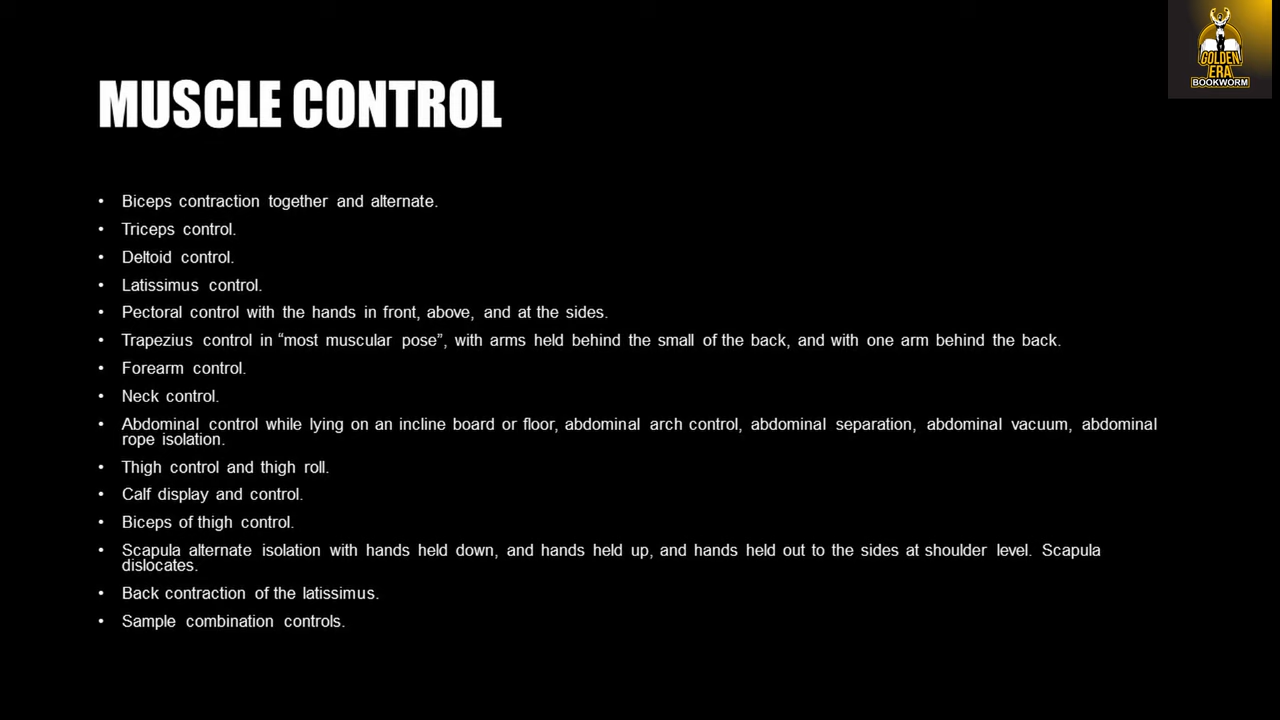 GOLDEN
ERA
BOOKWORM
MUSCLE CONTROL
• Biceps contraction together and alternate.
• Triceps control.
• Deltoid control.
• Latissimus control.
• Pectoral control with the hands in front, above, and at the sides.
• Trapezius control in “most muscular pose”, with arms held behind the small of the back, and with one arm behind the back.
• Forearm control.
• Neck control.
• Abdominal control while lying on an incline board or floor, abdominal arch control, abdominal separation, abdominal vacuum, abdominal
rope isolation.
• Thigh control and thigh roll.
• Calf display and control.
• Biceps of thigh control.
• Scapula alternate isolation with hands held down, and hands held up, and hands held out to the sides at shoulder level. Scapula
dislocates.
• Back contraction of the latissimus.
• Sample combination controls.